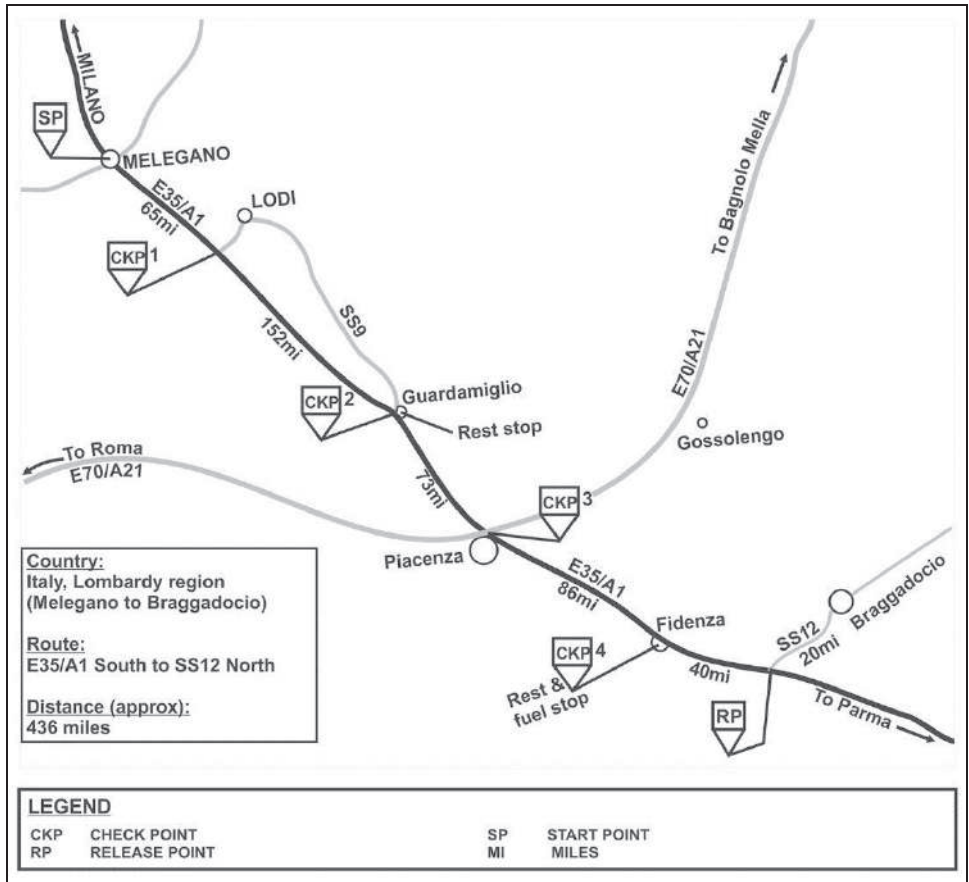 MILANO
SP
MELEGANO
E35/A1
65mi
LODI
CKP 1
152mi
SS9
To Bagnolo Mella
CKP 2
Guardamiglio
Rest stop
E70/A21
Gossolengo
To Roma
E70/A21
73mi
CKP 3
Piacenza
E35/A1
86mi
Fidenza
CKP 4
Rest &
fuel stop
40mi
SS12
20mi
Braggadocio
RP
To Parma
Country:
Italy, Lombardy region
(Melegano to Braggadocio)
Route:
E35/A1 South to SS12 North
Distance (approx):
436 miles
LEGEND
CKP CHECK POINT SP START POINT
RP RELEASE POINT MI MILES